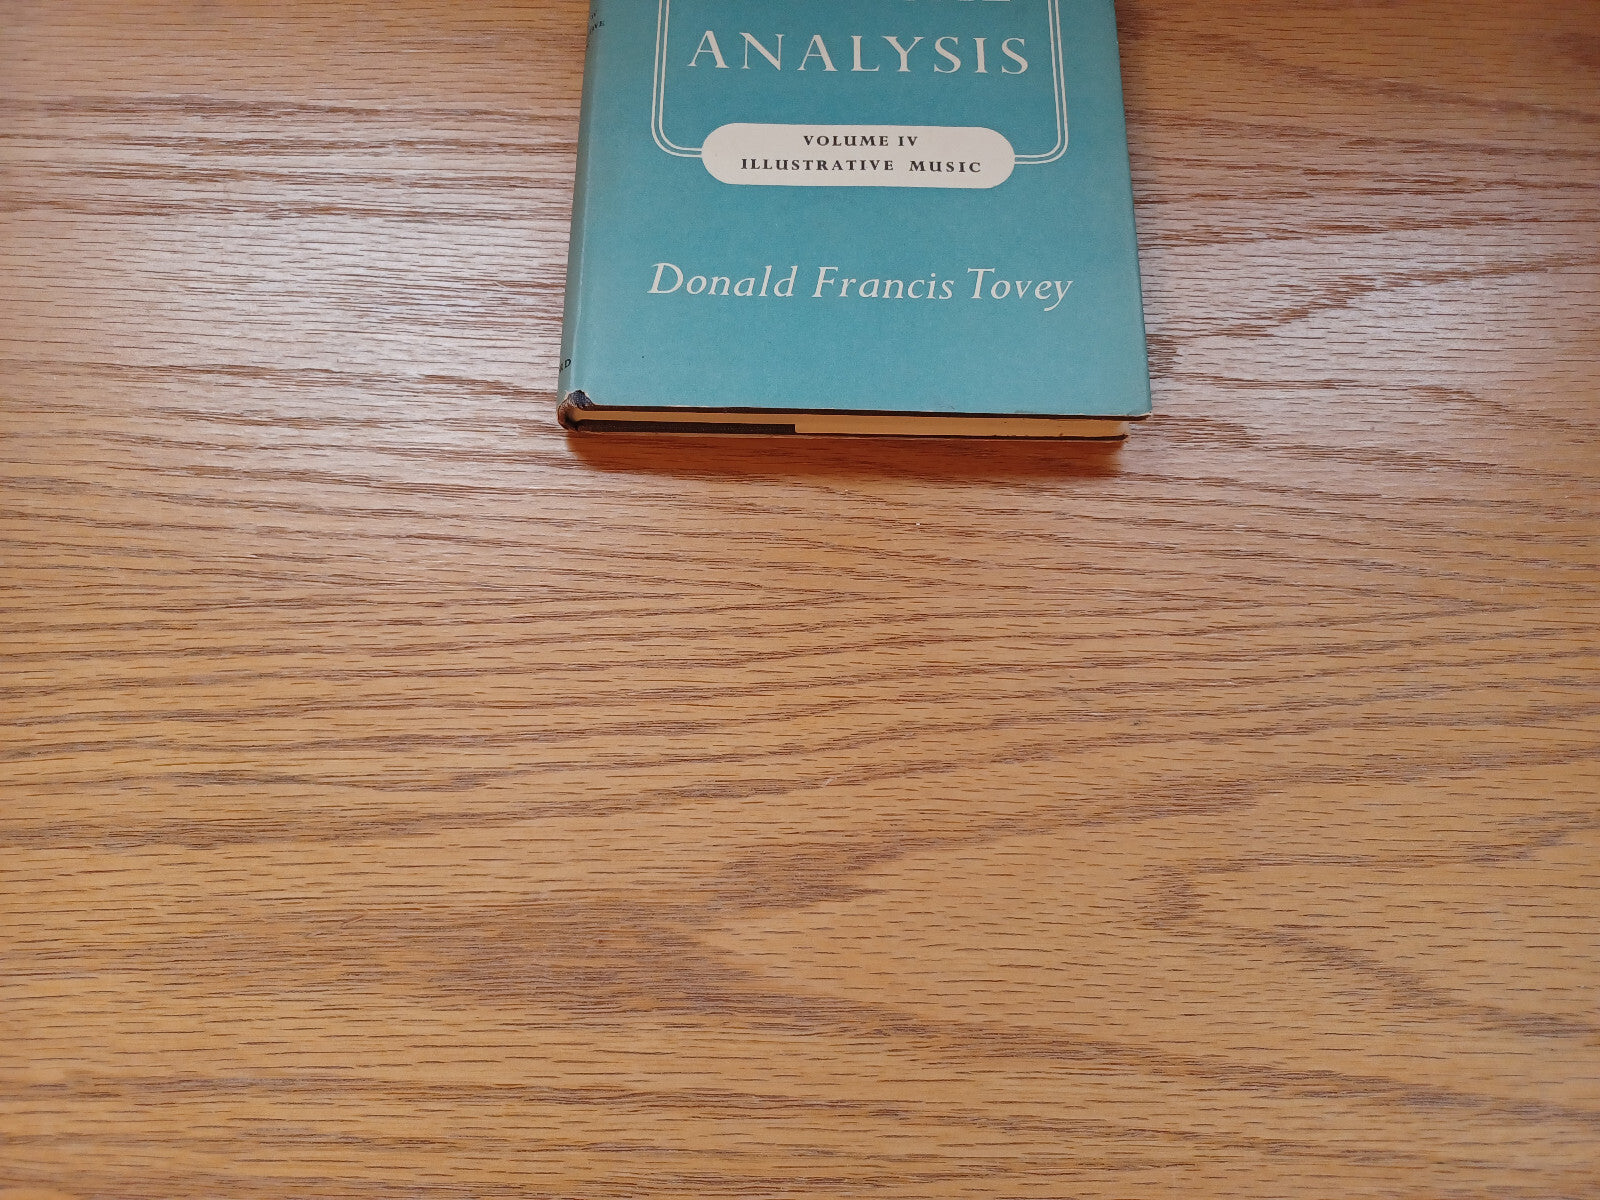 ANALYSIS
VOLUME IV
ILLUSTRATIVE MUSIC
Donald Francis Tovey